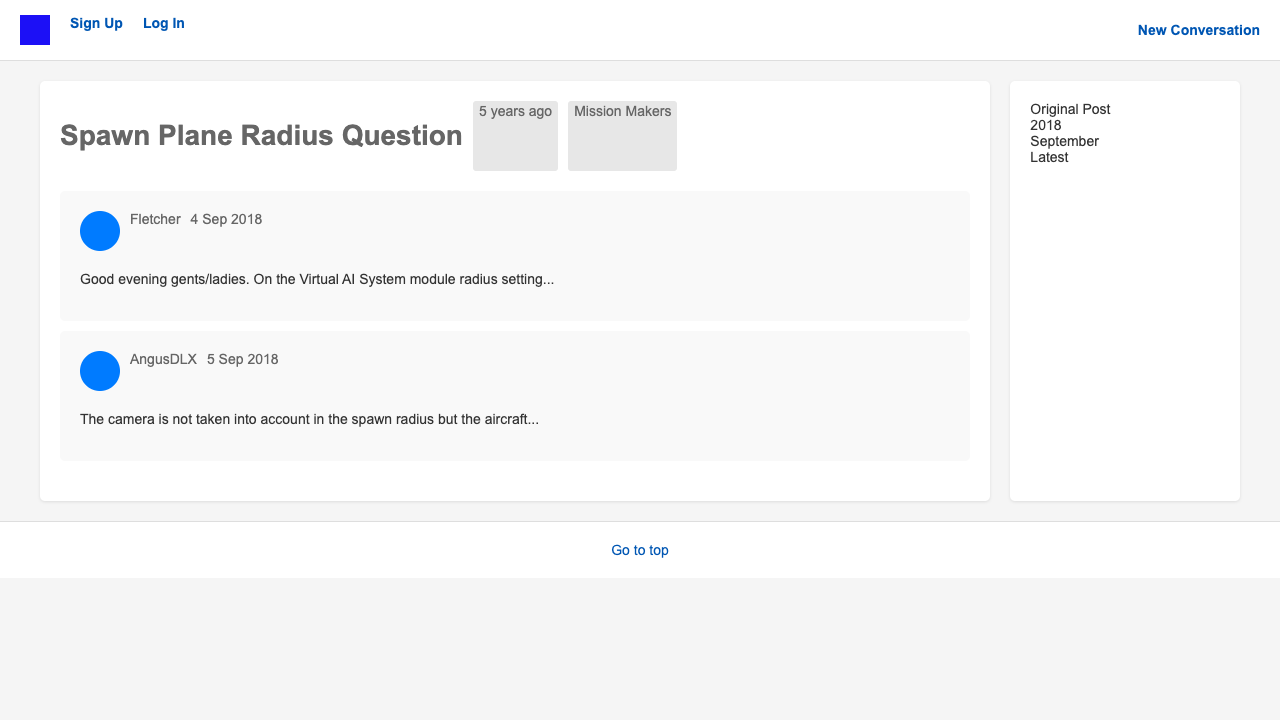 Sign Up Log In New Conversation
Spawn Plane Radius Question 5 years ago Mission Makers
Fletcher 4 Sep 2018
Good evening gents/ladies. On the Virtual AI System module radius setting...
AngusDLX 5 Sep 2018
The camera is not taken into account in the spawn radius but the aircraft...
Original Post
2018
September
Latest
Go to top